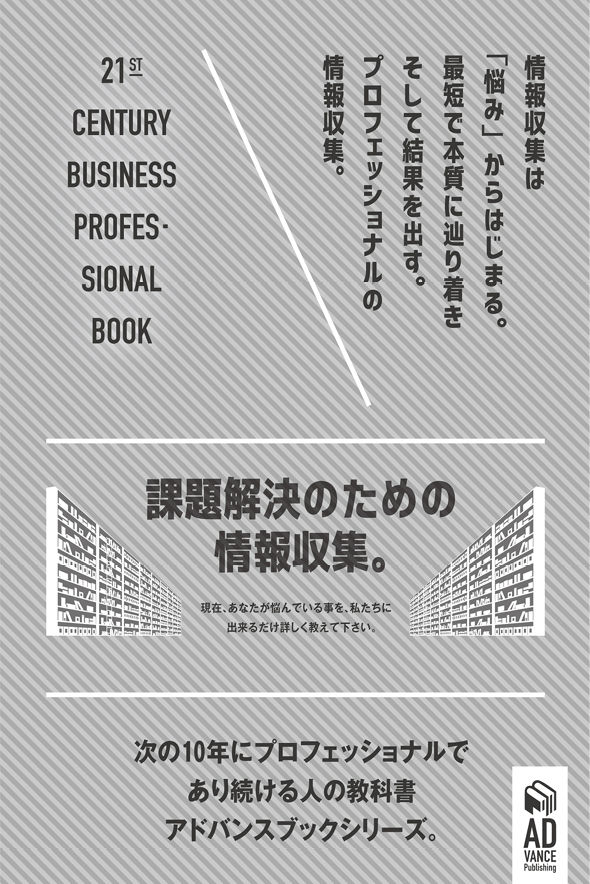 21ST
CENTURY
BUSINESS
PROFES-
SIONAL
BOOK
情報収集は
「悩み」からはじまる。
最短で本質に辿り着き
そして結果を出す。
プロフェッショナルの
情報収集。
課題解決のための
情報収集。
現在、あなたが悩んでいる事を、私たちに
出来るだけ詳しく教えて下さい。
次の10年にプロフェッショナルで
あり続ける人の教科書
アドバンスブックシリーズ。
AD
VANCE
Publishing